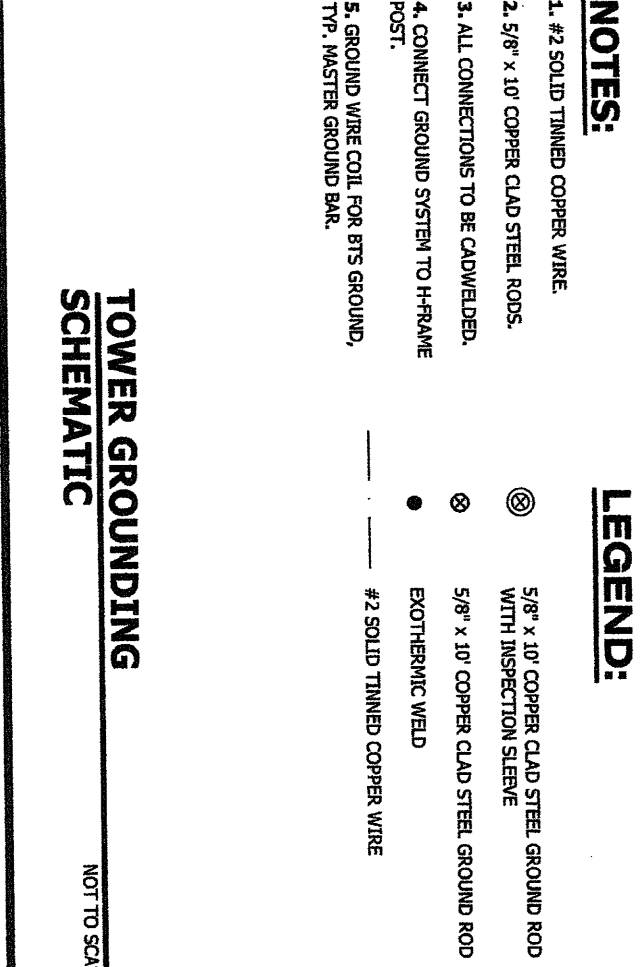 NOTES:
1. #2 SOLID TINNED COPPER WIRE.
2. 5/8" x 10' COPPER CLAD STEEL RODS.
3. ALL CONNECTIONS TO BE CADWELDED.
4. CONNECT GROUND SYSTEM TO H-FRAME
POST.
5. GROUND WIRE COIL FOR BTS GROUND,
TYP. MASTER GROUND BAR.
LEGEND:
5/8" x 10' COPPER CLAD STEEL GROUND ROD
WITH INSPECTION SLEEVE
5/8" x 10' COPPER CLAD STEEL GROUND ROD
EXOTHERMIC WELD
#2 SOLID TINNED COPPER WIRE
TOWER GROUNDING
SCHEMATIC
NOT TO